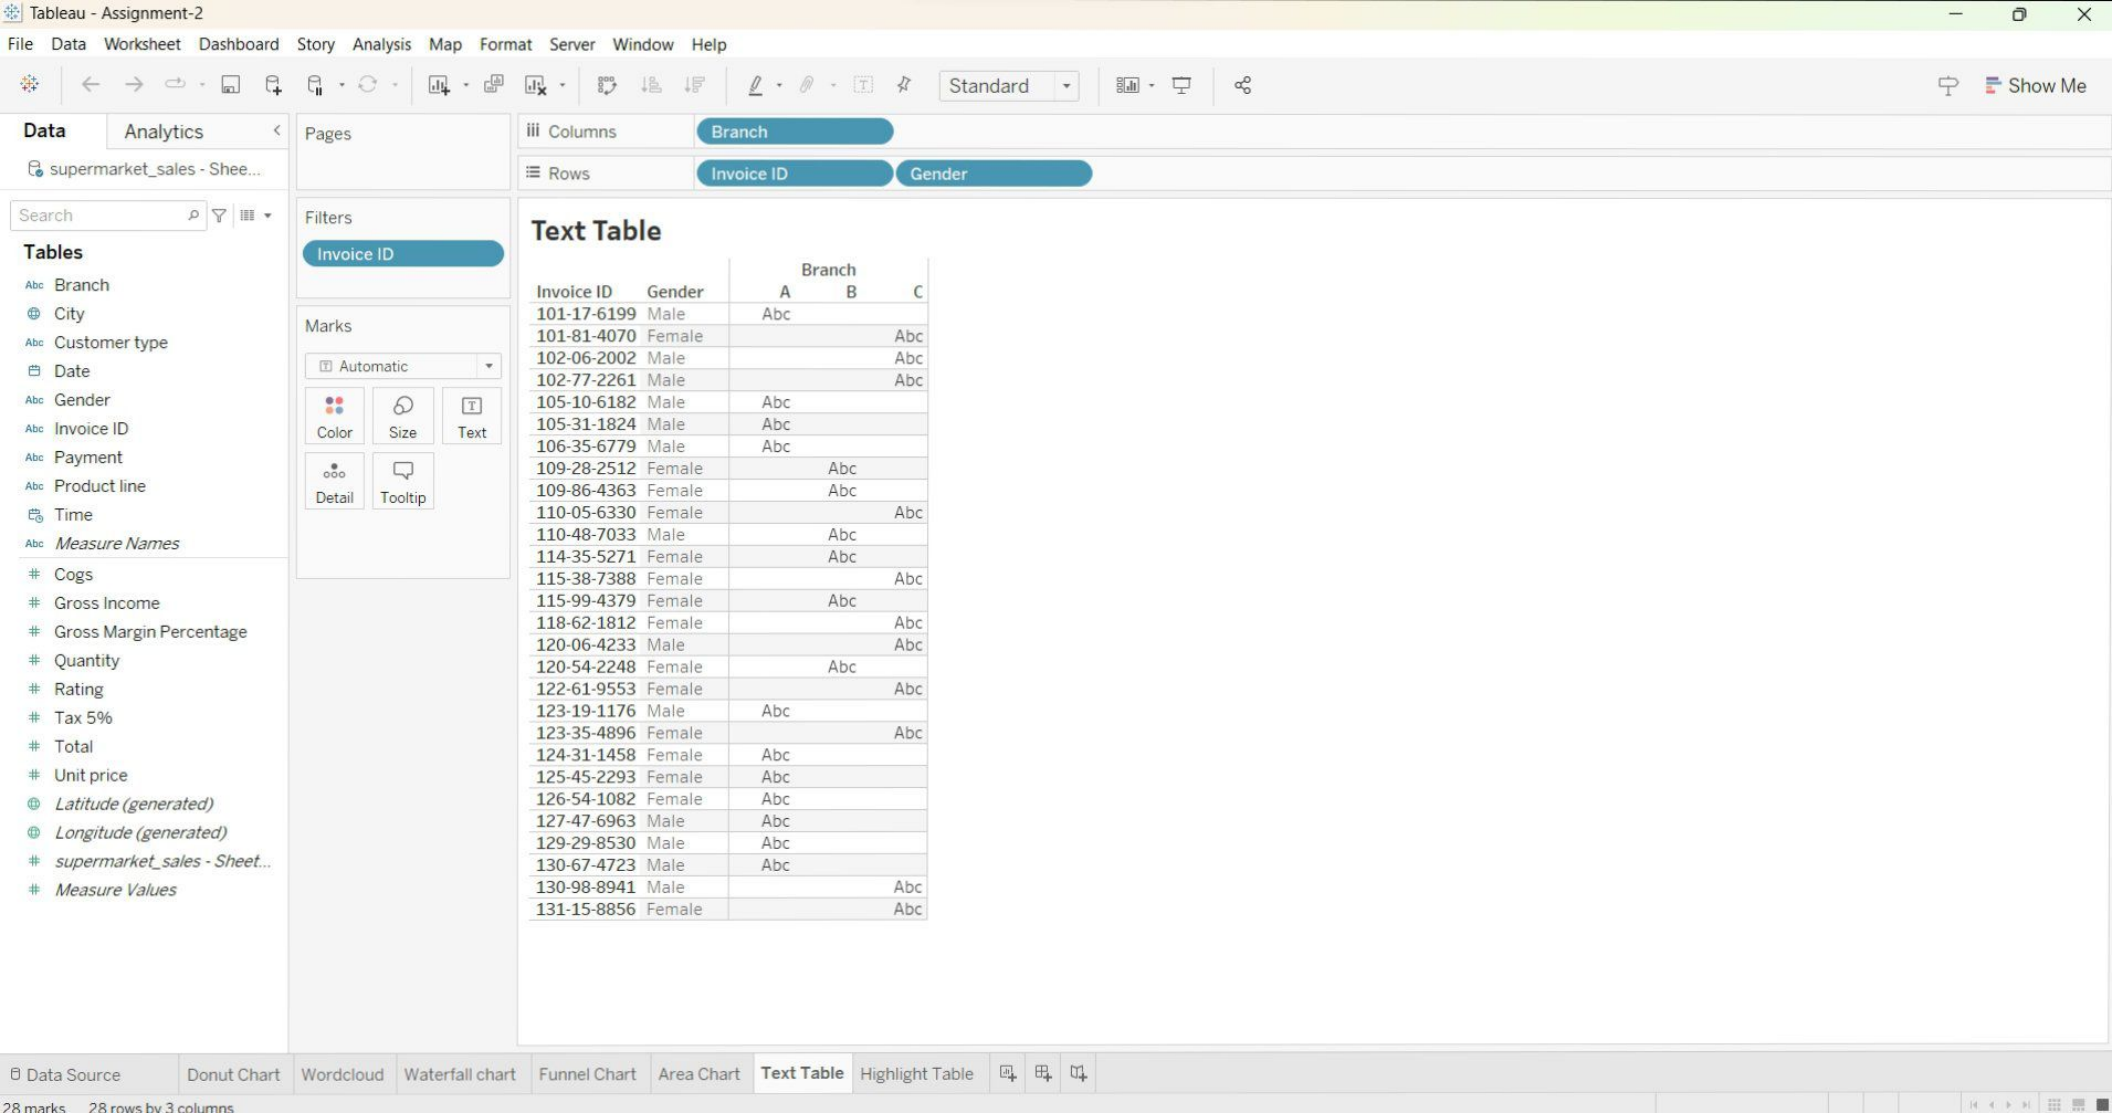 Tableau - Assignment-2
File Data Worksheet Dashboard Story Analysis Map Format Server Window Help
Standard
Show Me
Data Analytics
supermarket_sales - Shee...
Search
Tables
Abc Branch
City
Abc Customer type
Date
Abc Gender
Abc Invoice ID
Abc Payment
Abc Product line
Time
Abc Measure Names
# Cogs
# Gross Income
# Gross Margin Percentage
# Quantity
# Rating
# Tax 5%
# Total
# Unit price
Latitude (generated)
Longitude (generated)
# supermarket_sales - Sheet...
# Measure Values
Pages
Filters
Invoice ID
Marks
Automatic
Color Size Text
Detail Tooltip
Columns Branch
Rows Invoice ID Gender
Text Table
Branch
Invoice ID Gender A B C
101-17-6199 Male Abc
101-81-4070 Female Abc
102-06-2002 Male Abc
102-77-2261 Male Abc
105-10-6182 Male Abc
105-31-1824 Male Abc
106-35-6779 Male Abc
109-28-2512 Female Abc
109-86-4363 Female Abc
110-05-6330 Female Abc
110-48-7033 Male Abc
114-35-5271 Female Abc
115-38-7388 Female Abc
115-99-4379 Female Abc
118-62-1812 Female Abc
120-06-4233 Male Abc
120-54-2248 Female Abc
122-61-9553 Female Abc
123-19-1176 Male Abc
123-35-4896 Female Abc
124-31-1458 Female Abc
125-45-2293 Female Abc
126-54-1082 Female Abc
127-47-6963 Male Abc
129-29-8530 Male Abc
130-67-4723 Male Abc
130-98-8941 Male Abc
131-15-8856 Female Abc
Data Source Donut Chart Wordcloud Waterfall chart Funnel Chart Area Chart Text Table Highlight Table
28 marks 28 rows by 3 columns